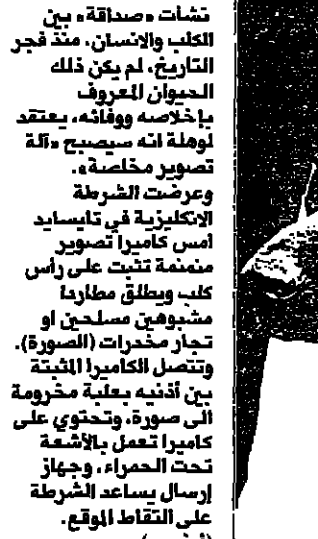 نشأت «صداقة» بين
الكلب والانسان، منذ فجر
التاريخ، لم يكن ذلك
الحيوان المعروف
بإخلاصه ووفائه، يعتقد
لوهلة انه سيصبح «آلة
تصوير مخلصة».
وعرضت الشرطة
الانكليزية في تايسايد
امس كاميرا تصوير
منمنمة تثبت على رأس
كلب ويطلق مطاردا
مشبوهين مسلحين او
تجار مخدرات (الصورة).
وتتصل الكاميرا المثبتة
بين أذنيه بعلبة مخرومة
الى صورة، وتحتوي على
كاميرا تعمل بالأشعة
تحت الحمراء، وجهاز
إرسال يساعد الشرطة
على التقاط الموقع.